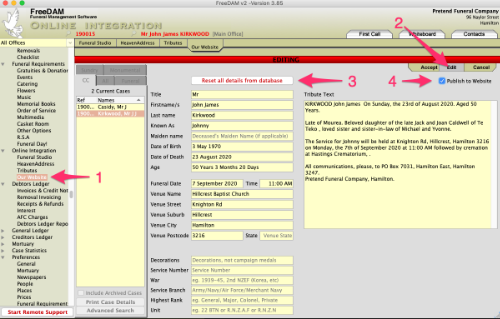 FreeDAM v2 -Version 3.85
FreeDAM
Funeral Management Software
ONLINE INTEGRATION
Pretend Funeral Company
96 Naylor Street
Hamilton
190015
Mr John James KIRKWOOD (Main Office)
First Call
Whiteboard
Contacts
All Offices
Funeral Studio
HeavenAddress
Tributes
Our Website
EDITING
Accept
Edit
Cancel
Removals
Checklist
Funeral Requirements
Gratuities & Donations
Events
Catering
Flowers
Music
Memorial Books
Order of Service
Multimedia
Casket Room
Other Options
R.S.A
Funeral Day!
Online Integration
Funeral Studio
HeavenAddress
Tributes
Our Website
Debtors Ledger
Invoices & Credit Notes
Removal Invoicing
Receipts & Refunds
Interest
AFC Charges
Debtors Ledger Reports
General Ledger
Creditors Ledger
Mortuary
Case Statistics
Preferences
General
Mortuary
Newspapers
People
Places
Prices
Funeral Requirements
Start Remote Support
CC
2 Current Cases
Ref
Names
1900...
Casidy, Mr J
1900...
Kirkwood, Mr JJ
Include Archived Cases
Print Case Details
Advanced Search
Reset all details from database
Publish to Website
Title
Mr
Firstname/s
John James
Last name
Kirkwood
Known As
Johnny
Maiden name
Deceased's Maiden Name (if applicable)
Date of Birth
3 May 1970
Date of Death
23 August 2020
Age
50 Years 3 Months 20 Days
Funeral Date
7 September 2020
Time
11:00 AM
Venue Name
Hillcrest Baptist Church
Venue Street
Knighton Rd
Venue Suburb
Hillcrest
Venue City
Hamilton
Venue Postcode
3216
State
Venue State
Decorations
Decorations, not campaign medals
Service Number
Service Number
War
eg. 1939-45, 2nd NZEF (Korea, etc)
Service Branch
Army/Navy/Air Force/Merchant Navy
Highest Rank
eg. General, Major, Colonel, Private
Unit
eg. 22 BTN or R.N.Z.A.F or R.N.Z.N
Tribute Text
KIRKWOOD John James On Sunday, the 23rd of August 2020. Aged 50
Years.
Late of Maurea. Beloved daughter of the late Jack and Joan Caldwell of Te
Teko , loved sister and sister-in-law of Michael and Yvonne.
The Service for Johnny will be held at Knighton Rd, Hillcrest, Hamilton 3216
on Monday, the 7th of September 2020 at 11:00 AM followed by cremation
at Hastings Crematorium, .
All communications, please, to PO Box 7031, Hamilton East, Hamilton
3247.
Pretend Funeral Company, Hamilton.
1
2
3
4